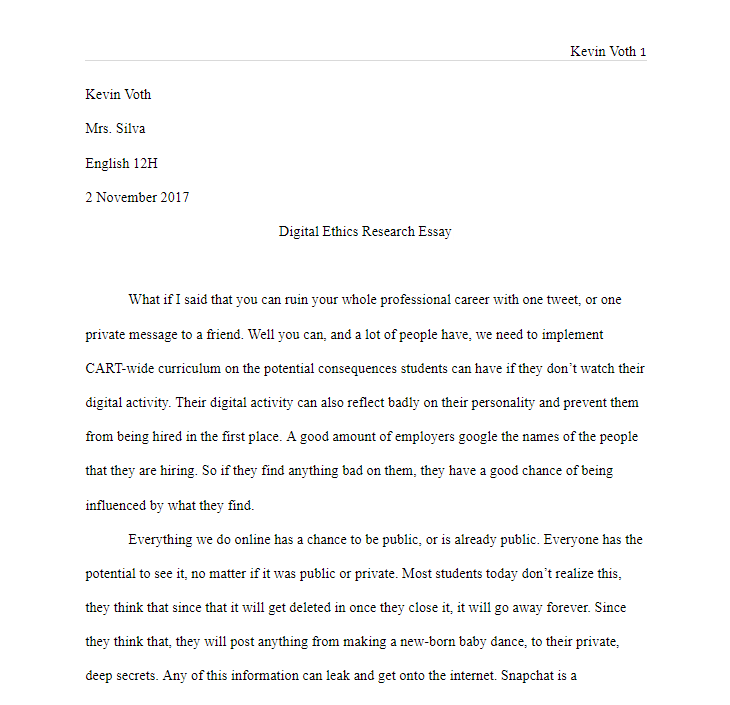 Kevin Voth 1
Kevin Voth
Mrs. Silva
English 12H
2 November 2017
Digital Ethics Research Essay
What if I said that you can ruin your whole professional career with one tweet, or one
private message to a friend. Well you can, and a lot of people have, we need to implement
CART-wide curriculum on the potential consequences students can have if they don’t watch their
digital activity. Their digital activity can also reflect badly on their personality and prevent them
from being hired in the first place. A good amount of employers google the names of the people
that they are hiring. So if they find anything bad on them, they have a good chance of being
influenced by what they find.
Everything we do online has a chance to be public, or is already public. Everyone has the
potential to see it, no matter if it was public or private. Most students today don’t realize this,
they think that since that it will get deleted in once they close it, it will go away forever. Since
they think that, they will post anything from making a new-born baby dance, to their private,
deep secrets. Any of this information can leak and get onto the internet. Snapchat is a